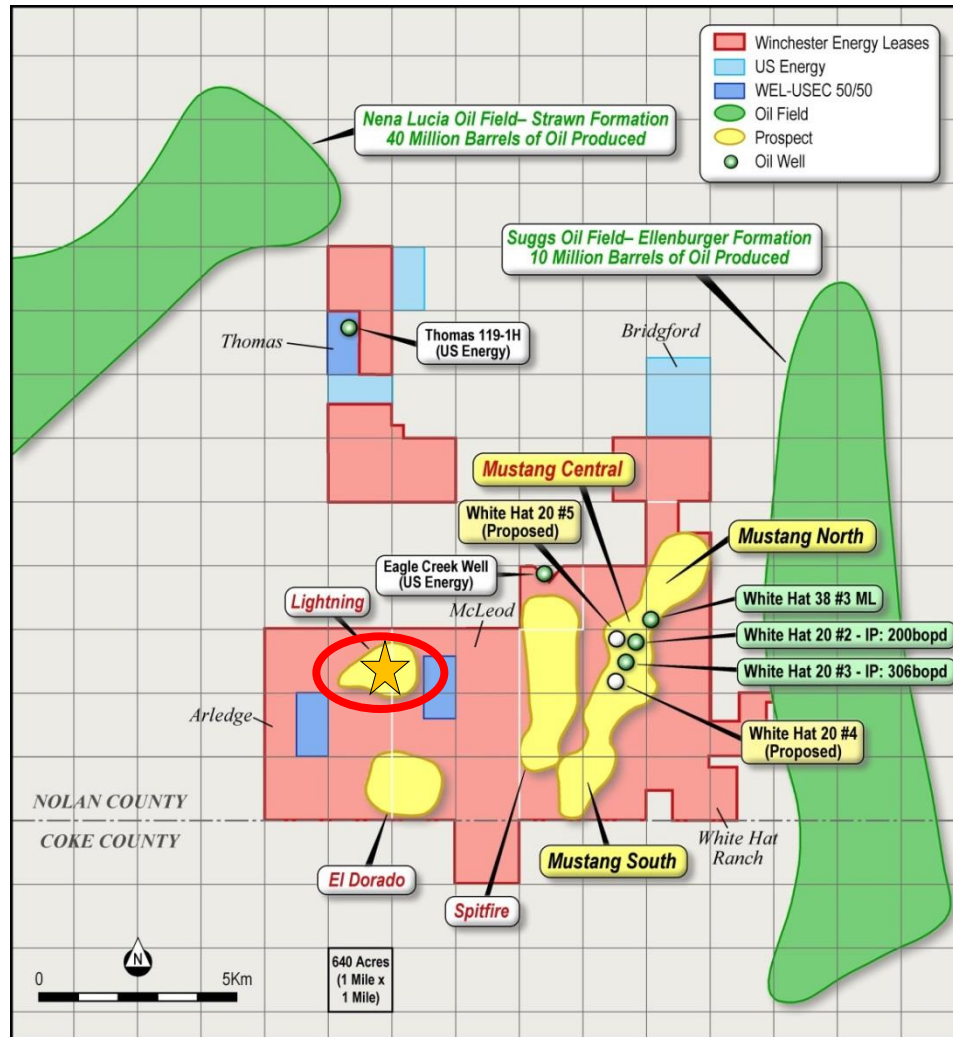 Winchester Energy Leases
US Energy
WEL-USEC 50/50
Oil Field
Prospect
Oil Well
Nena Lucia Oil Field– Strawn Formation
40 Million Barrels of Oil Produced
Suggs Oil Field– Ellenburger Formation
10 Million Barrels of Oil Produced
Thomas
Thomas 119-1H
(US Energy)
Bridgford
Mustang Central
White Hat 20 #5
(Proposed)
Mustang North
Eagle Creek Well
(US Energy)
Lightning
McLeod
White Hat 38 #3 ML
White Hat 20 #2 - IP: 200bopd
White Hat 20 #3 - IP: 306bopd
Arledge
White Hat 20 #4
(Proposed)
NOLAN COUNTY
COKE COUNTY
White Hat
Ranch
Mustang South
El Dorado
Spitfire
N
0
5Km
640 Acres
(1 Mile x
1 Mile)